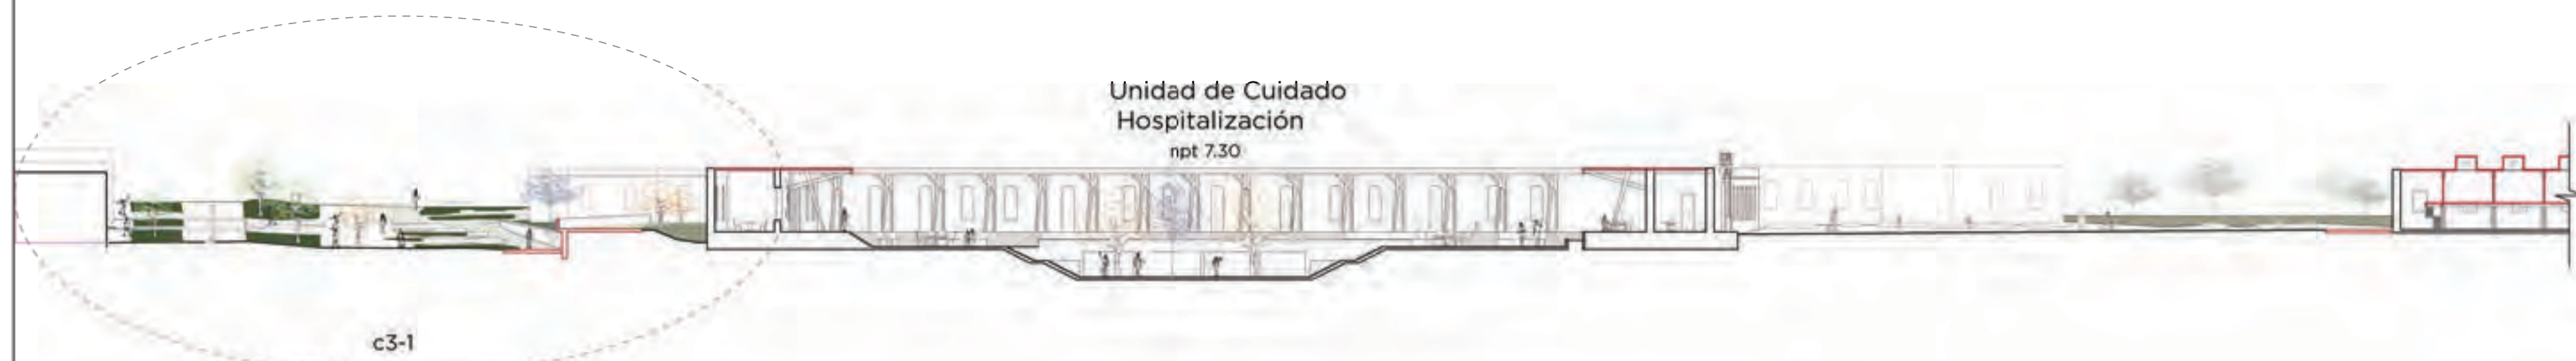 Unidad de Cuidado
Hospitalización
npt 7.30
c3-1